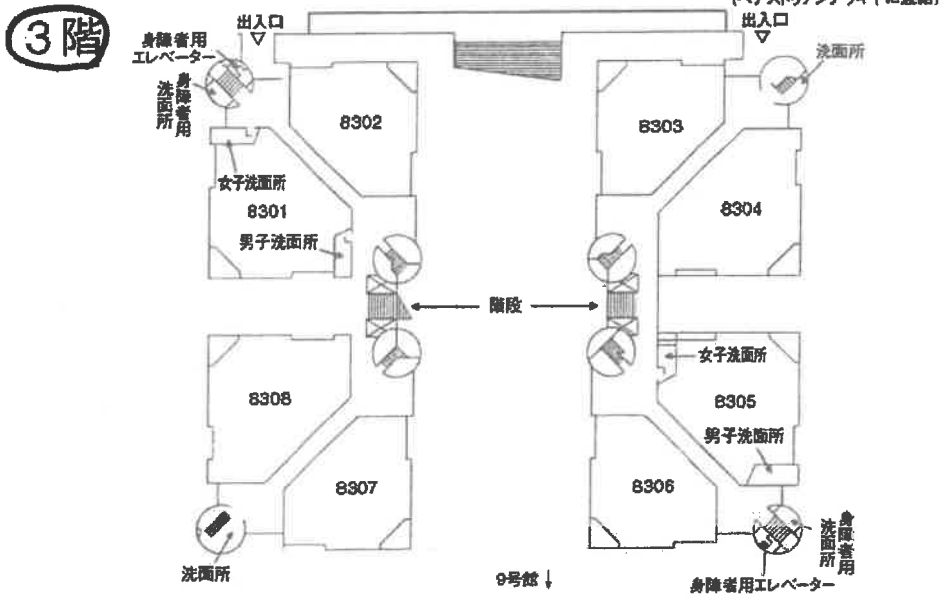 3階
出入口
身障者用
エレベーター
身障者用
洗面所
出入口
洗面所
8302
8303
女子洗面所
8301
男子洗面所
8304
階段
女子洗面所
8308
8305
男子洗面所
8307
8306
洗面所
9号館↓
身障者用
洗面所
身障者用エレベーター